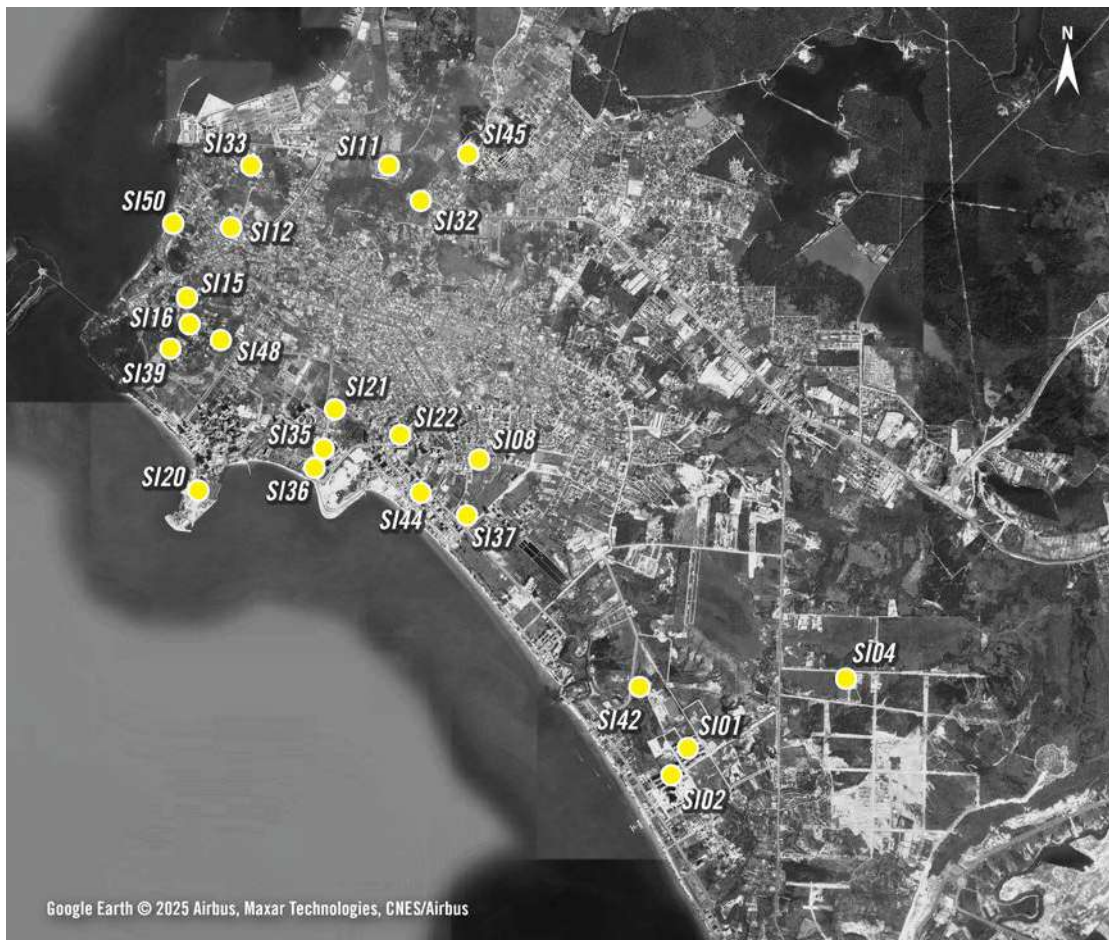 N
SI45
SI33
SI11
SI32
SI50
SI12
SI15
SI16
SI48
SI39
SI21
SI22
SI35
SI08
SI36
SI20
SI44
SI37
SI04
SI42
SI01
SI02
Google Earth © 2025 Airbus, Maxar Technologies, CNES/Airbus